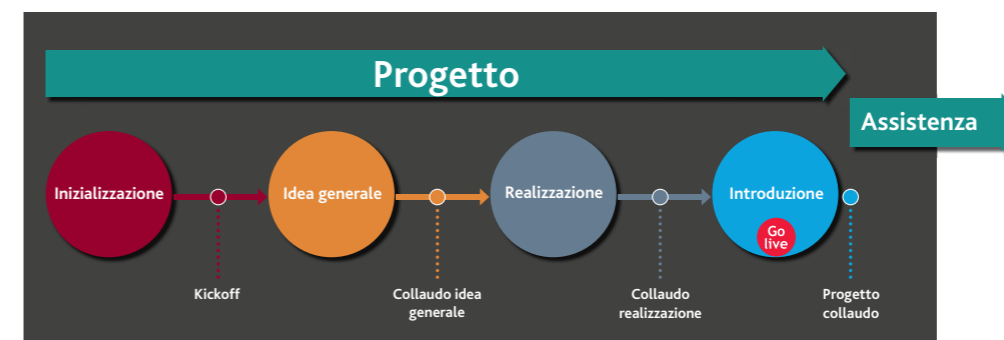 Progetto
Assistenza
Inizializzazione
Idea generale
Realizzazione
Introduzione
Go
live
Kickoff
Collaudo idea
generale
Collaudo
realizzazione
Progetto
collaudo